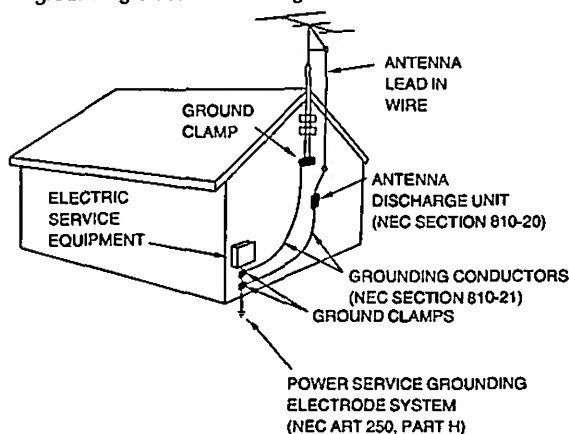 ANTENNA
LEAD IN
WIRE
GROUND
CLAMP
ANTENNA
DISCHARGE UNIT
(NEC SECTION 810-20)
ELECTRIC
SERVICE
EQUIPMENT
GROUNDING CONDUCTORS
(NEC SECTION 810-21)
GROUND CLAMPS
POWER SERVICE GROUNDING
ELECTRODE SYSTEM
(NEC ART 250, PART H)